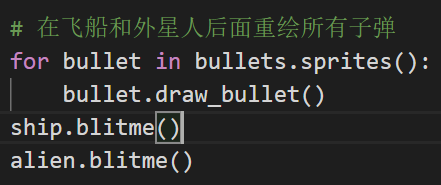 # 在飞船和外星人后面重绘所有子弹
for bullet in bullets.sprites():
    bullet.draw_bullet()
ship.blitme()
alien.blitme()